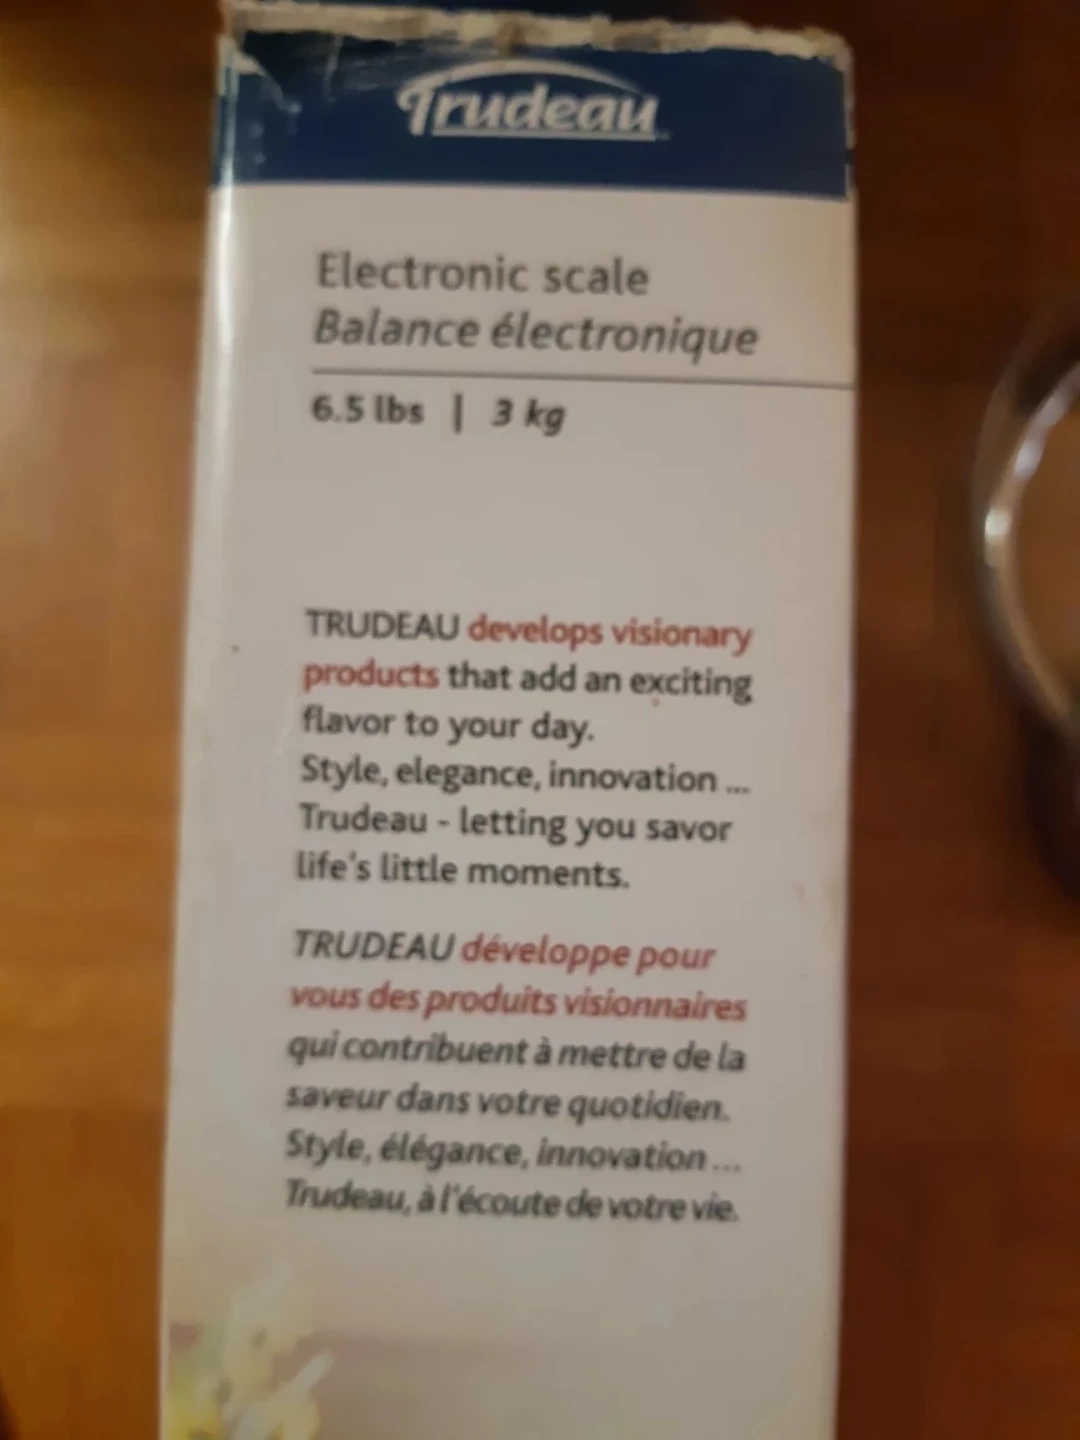 Trudeau
Electronic scale
Balance électronique
6.5 lbs | 3 kg
TRUDEAU develops visionary
products that add an exciting
flavor to your day.
Style, elegance, innovation ...
Trudeau - letting you savor
life's little moments.
TRUDEAU développe pour
vous des produits visionnaires
qui contribuent à mettre de la
saveur dans votre quotidien.
Style, élégance, innovation ...
Trudeau, à l'écoute de votre vie.